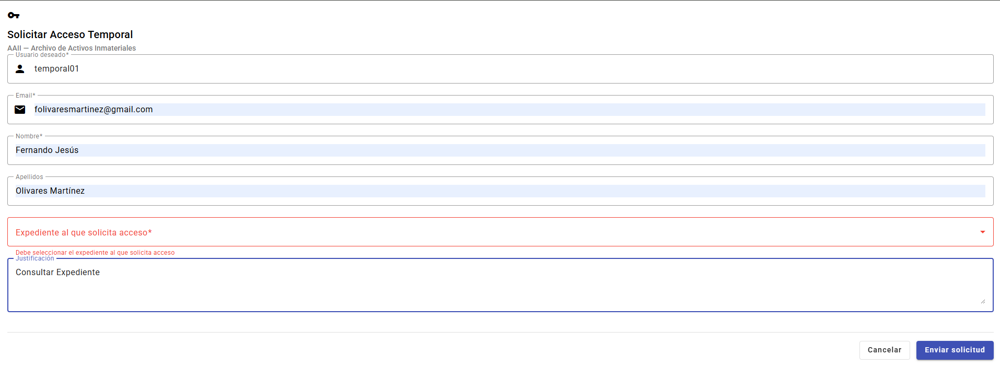 Solicitar Acceso Temporal
AAII — Archivo de Activos Inmateriales
Usuario deseado*
temporal01
Email*
folivaresmartinez@gmail.com
Nombre*
Fernando Jesús
Apellidos
Olivares Martínez
Expediente al que solicita acceso*
Debe seleccionar el expediente al que solicita acceso
Justificación
Consultar Expediente
Cancelar
Enviar solicitud